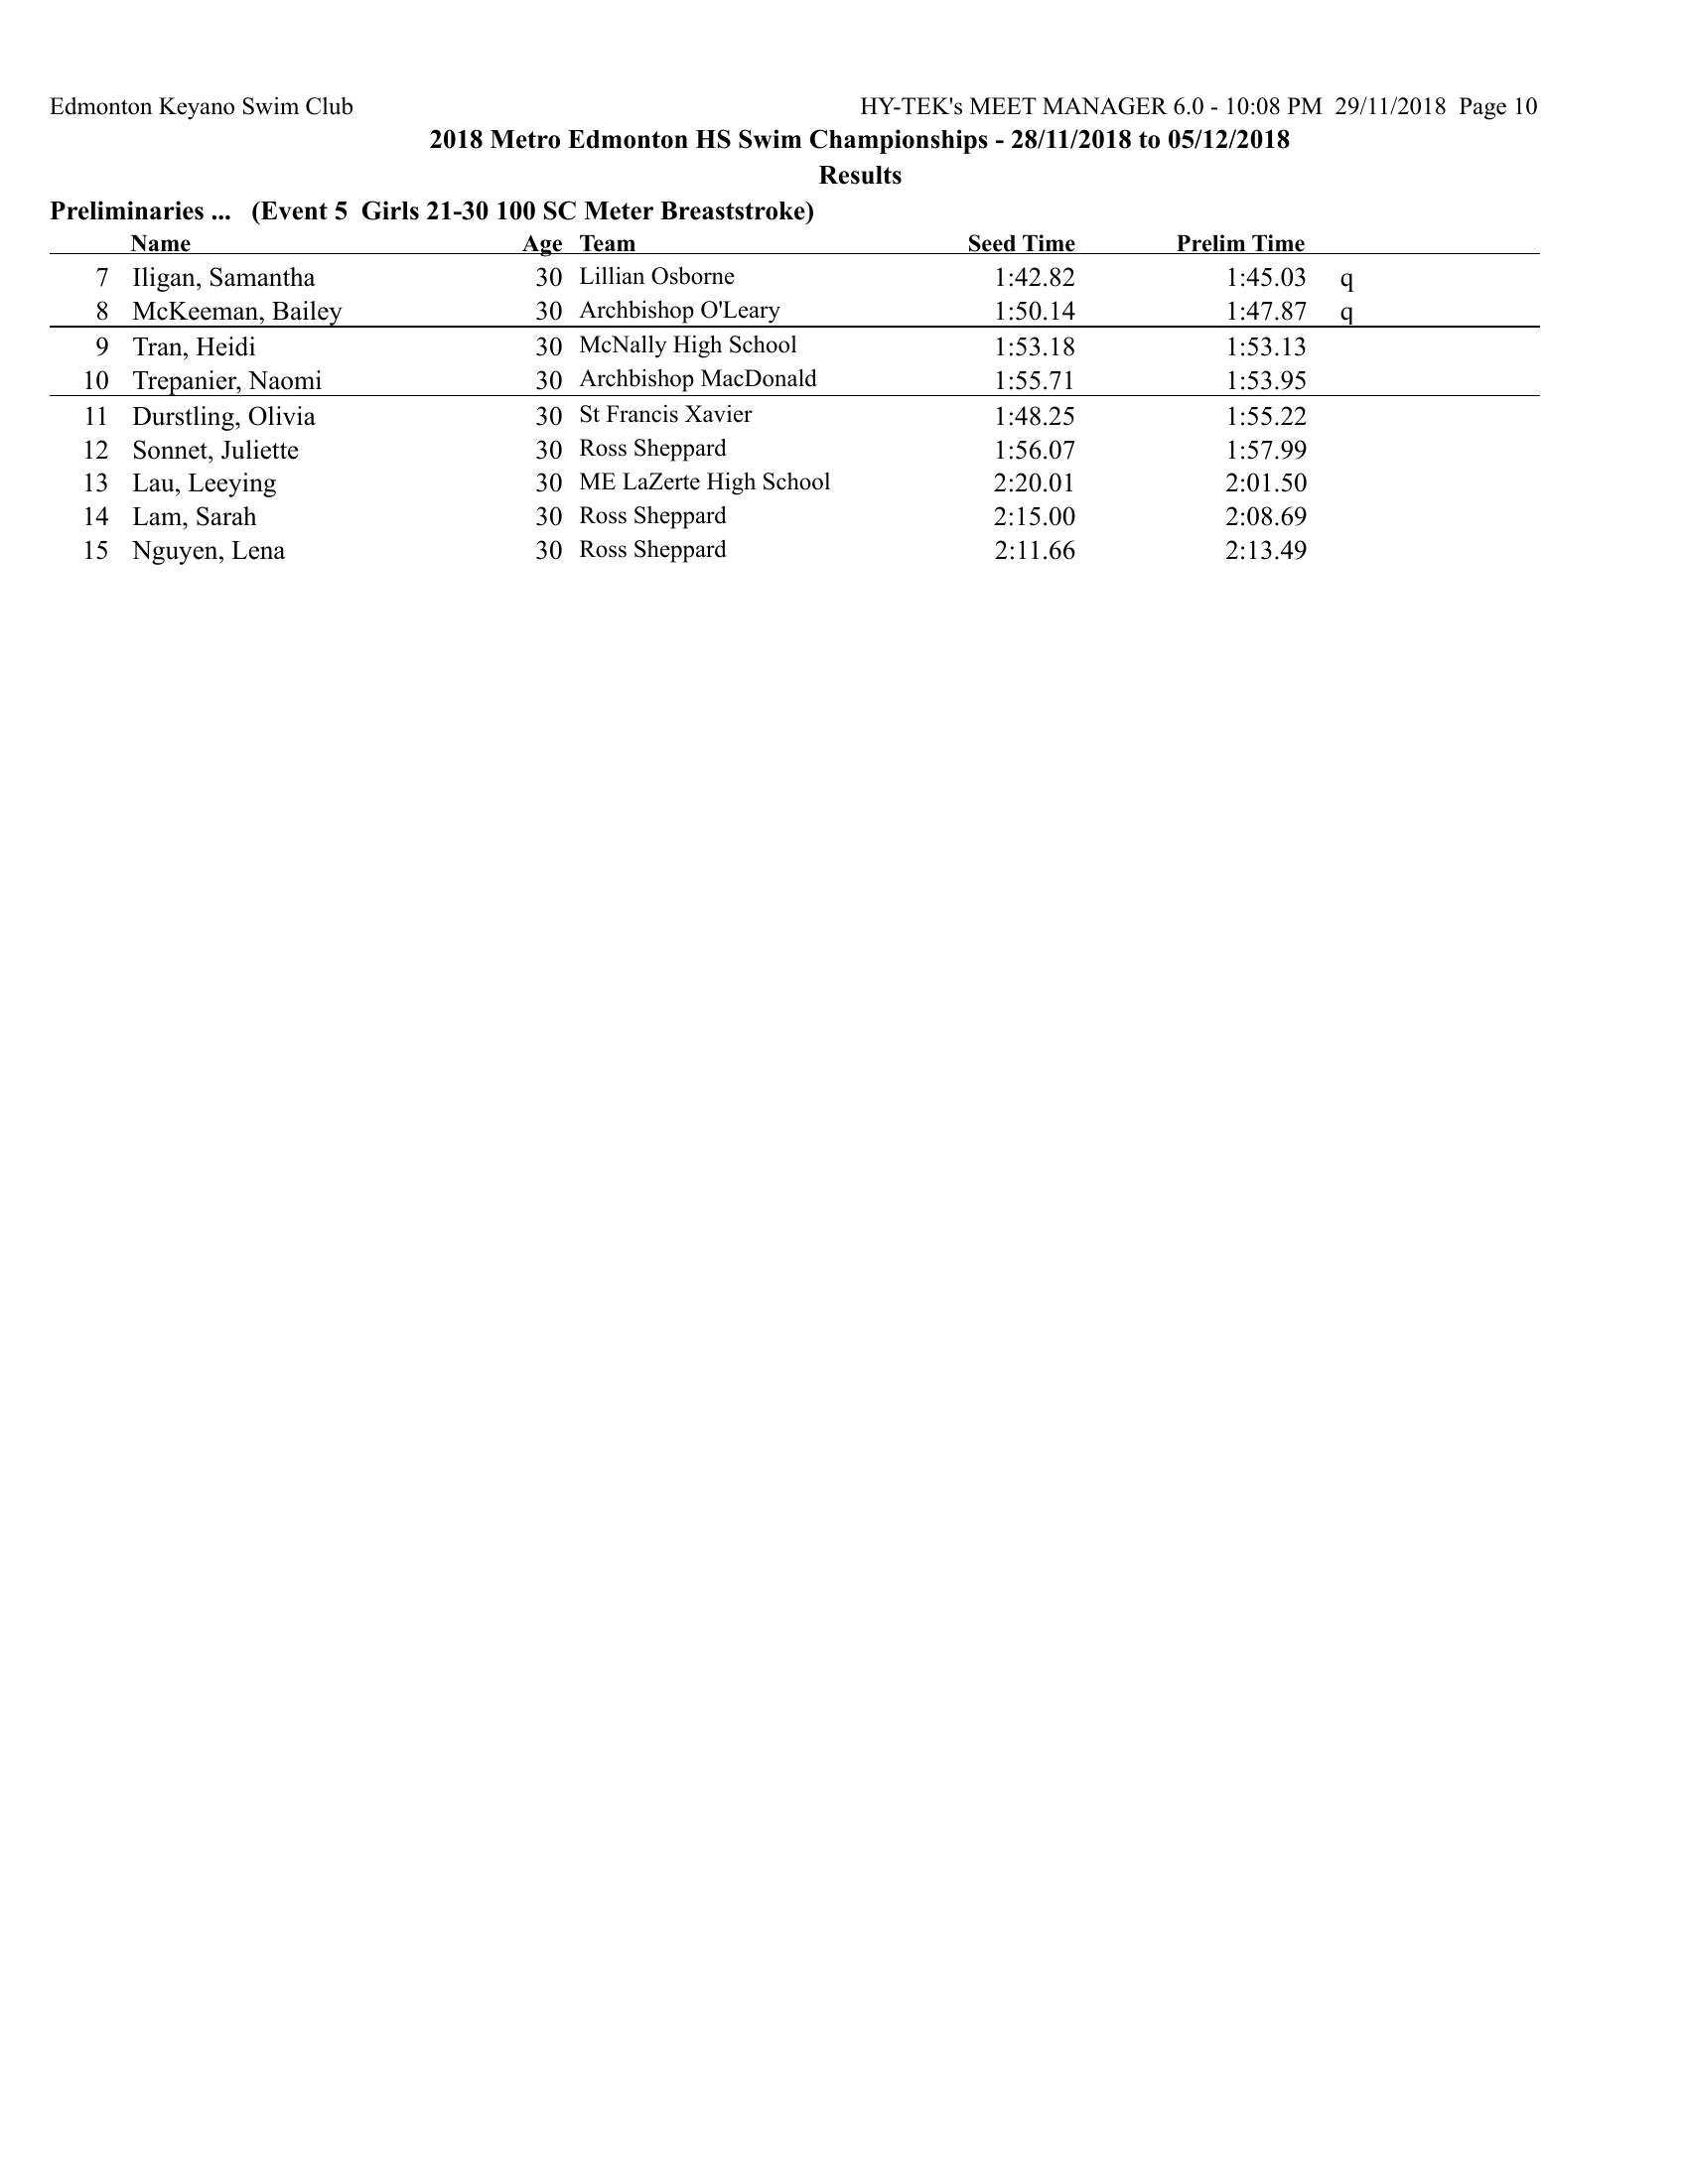 Edmonton Keyano Swim Club HY-TEK's MEET MANAGER 6.0 - 10:08 PM 29/11/2018 Page 10
2018 Metro Edmonton HS Swim Championships - 28/11/2018 to 05/12/2018
Results
Preliminaries ... (Event 5 Girls 21-30 100 SC Meter Breaststroke)
Name Age Team Seed Time Prelim Time
7 Iligan, Samantha 30 Lillian Osborne 1:42.82 1:45.03 q
8 McKeeman, Bailey 30 Archbishop O'Leary 1:50.14 1:47.87 q
9 Tran, Heidi 30 McNally High School 1:53.18 1:53.13
10 Trepanier, Naomi 30 Archbishop MacDonald 1:55.71 1:53.95
11 Durstling, Olivia 30 St Francis Xavier 1:48.25 1:55.22
12 Sonnet, Juliette 30 Ross Sheppard 1:56.07 1:57.99
13 Lau, Leeying 30 ME LaZerte High School 2:20.01 2:01.50
14 Lam, Sarah 30 Ross Sheppard 2:15.00 2:08.69
15 Nguyen, Lena 30 Ross Sheppard 2:11.66 2:13.49